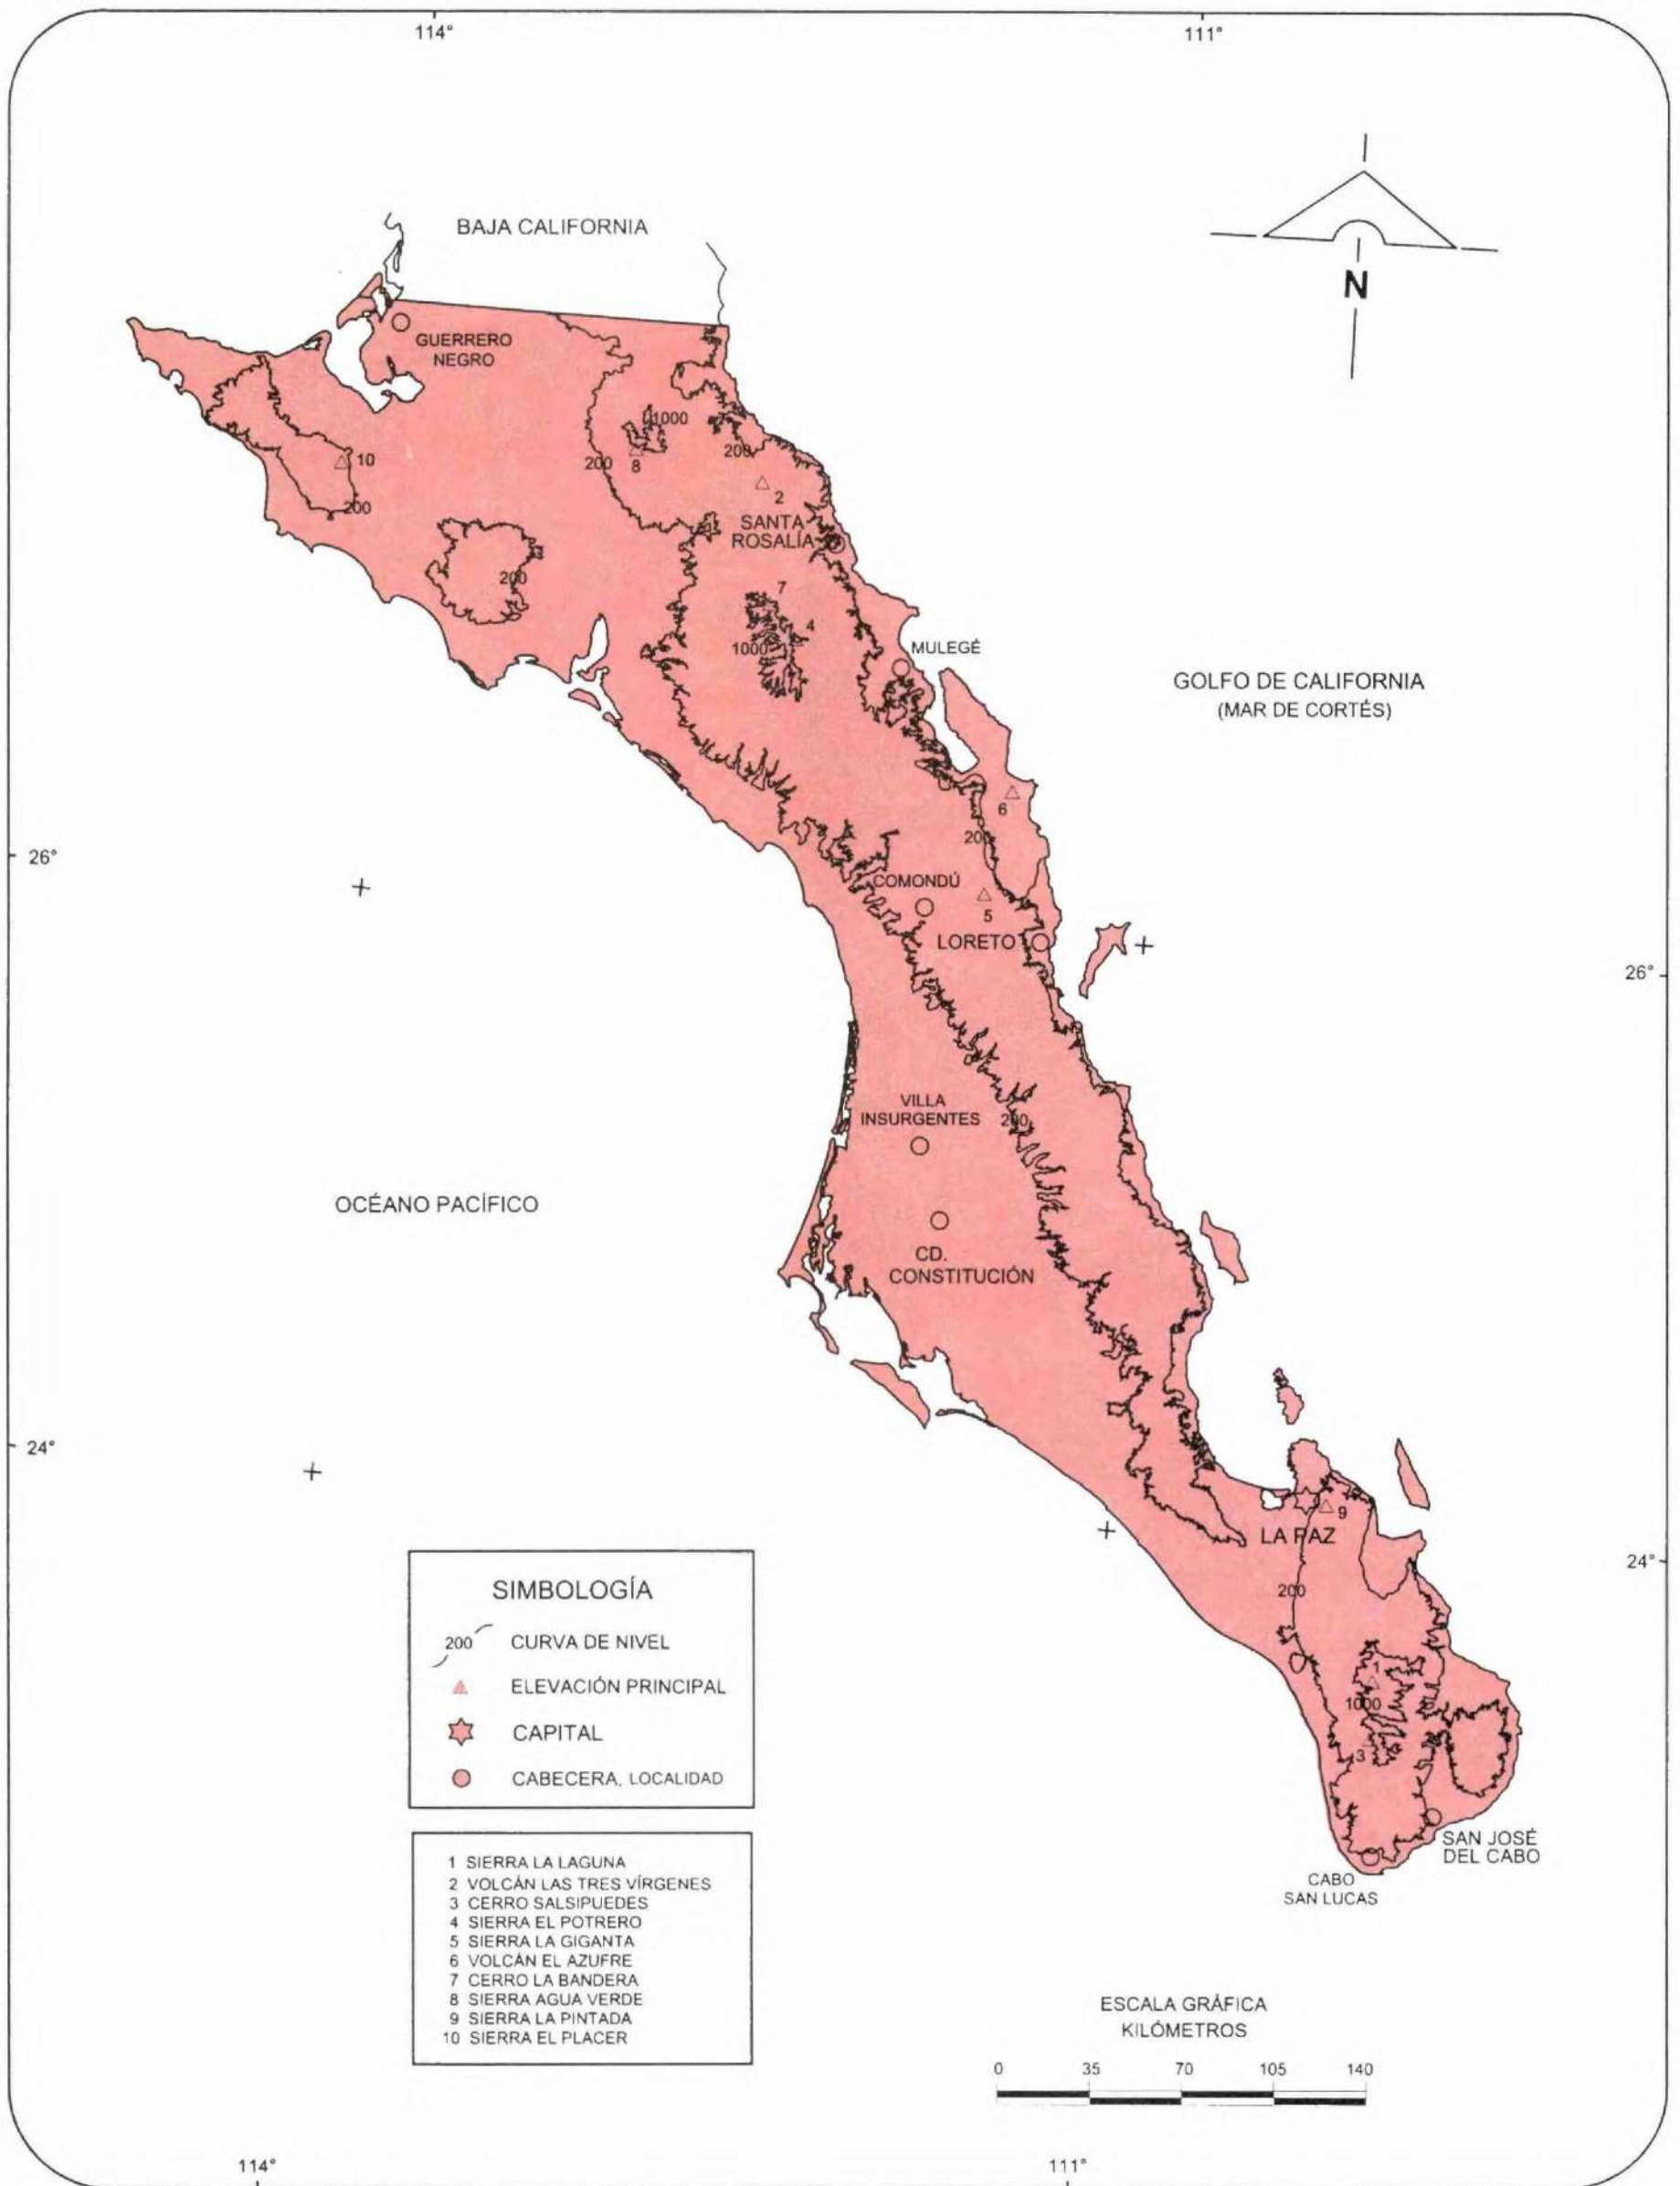 114°
111°
BAJA CALIFORNIA
N
GUERRERO
NEGRO
1000
200
200
8
10
2
200
SANTA
ROSALÍA
200
7
4
1000
MULEGÉ
GOLFO DE CALIFORNIA
(MAR DE CORTÉS)
6
200
26°
COMONDÚ
5
LORETO
26°
VILLA
INSURGENTES
200
OCÉANO PACÍFICO
CD.
CONSTITUCIÓN
24°
9
LA PAZ
24°
200
1
1000
3
SAN JOSÉ
DEL CABO
CABO
SAN LUCAS
SIMBOLOGÍA
200 CURVA DE NIVEL
ELEVACIÓN PRINCIPAL
CAPITAL
CABECERA, LOCALIDAD
1 SIERRA LA LAGUNA
2 VOLCÁN LAS TRES VÍRGENES
3 CERRO SALSIPUEDES
4 SIERRA EL POTRERO
5 SIERRA LA GIGANTA
6 VOLCÁN EL AZUFRE
7 CERRO LA BANDERA
8 SIERRA AGUA VERDE
9 SIERRA LA PINTADA
10 SIERRA EL PLACER
ESCALA GRÁFICA
KILÓMETROS
0 35 70 105 140
114°
111°